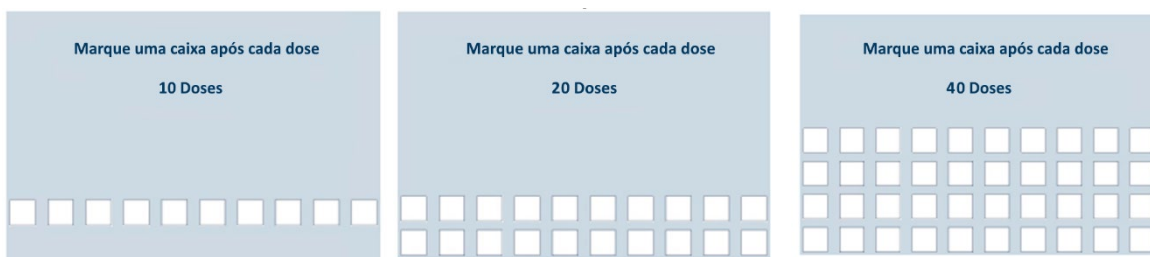 Marque uma caixa após cada dose
10 Doses
Marque uma caixa após cada dose
20 Doses
Marque uma caixa após cada dose
40 Doses